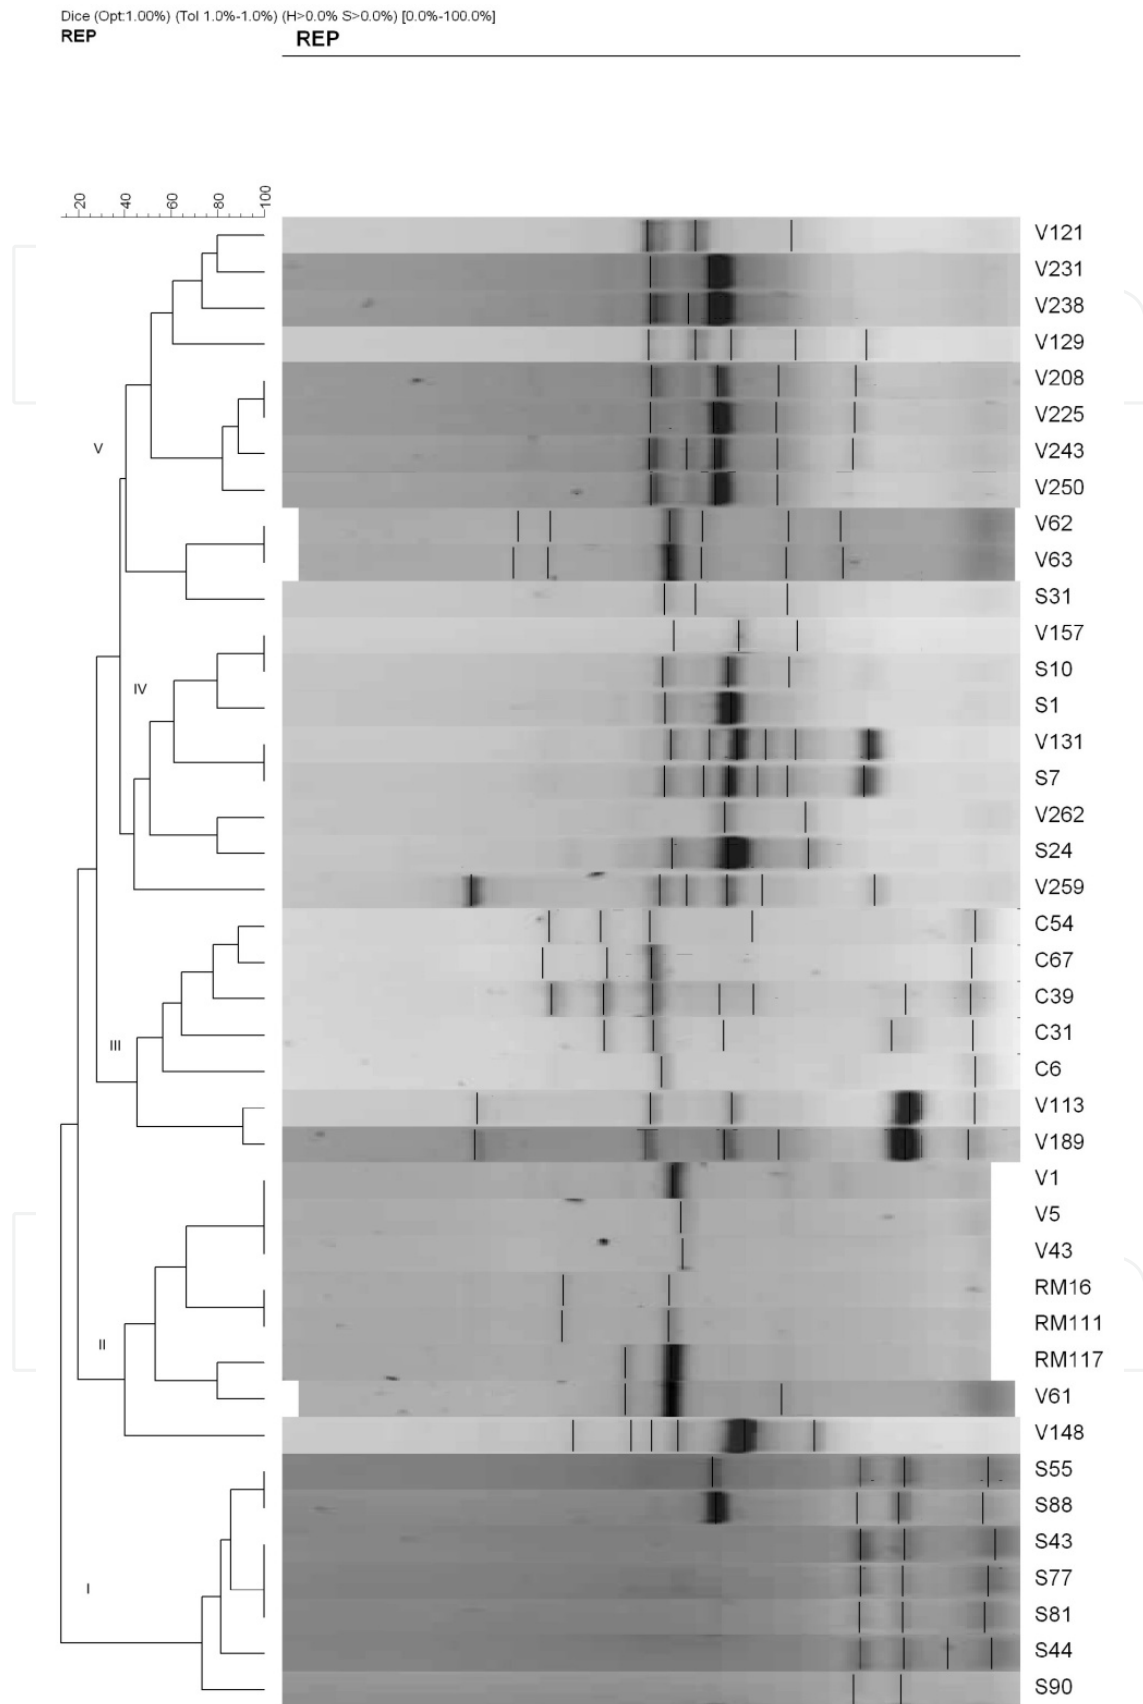 Dice (Opt:1.00%) (Tol 1.0%-1.0%) (H>0.0% S>0.0%) [0.0%-100.0%]
REP REP
20 40 60 80 100
V121
V231
V238
V129
V208
V225
V
V243
V250
V62
V63
S31
V157
S10
IV
S1
V131
S7
V262
S24
V259
C54
C67
C39
C31
III
C6
V113
V189
V1
V5
V43
RM16
RM111
II
RM117
V61
V148
S55
S88
S43
S77
I
S81
S44
S90